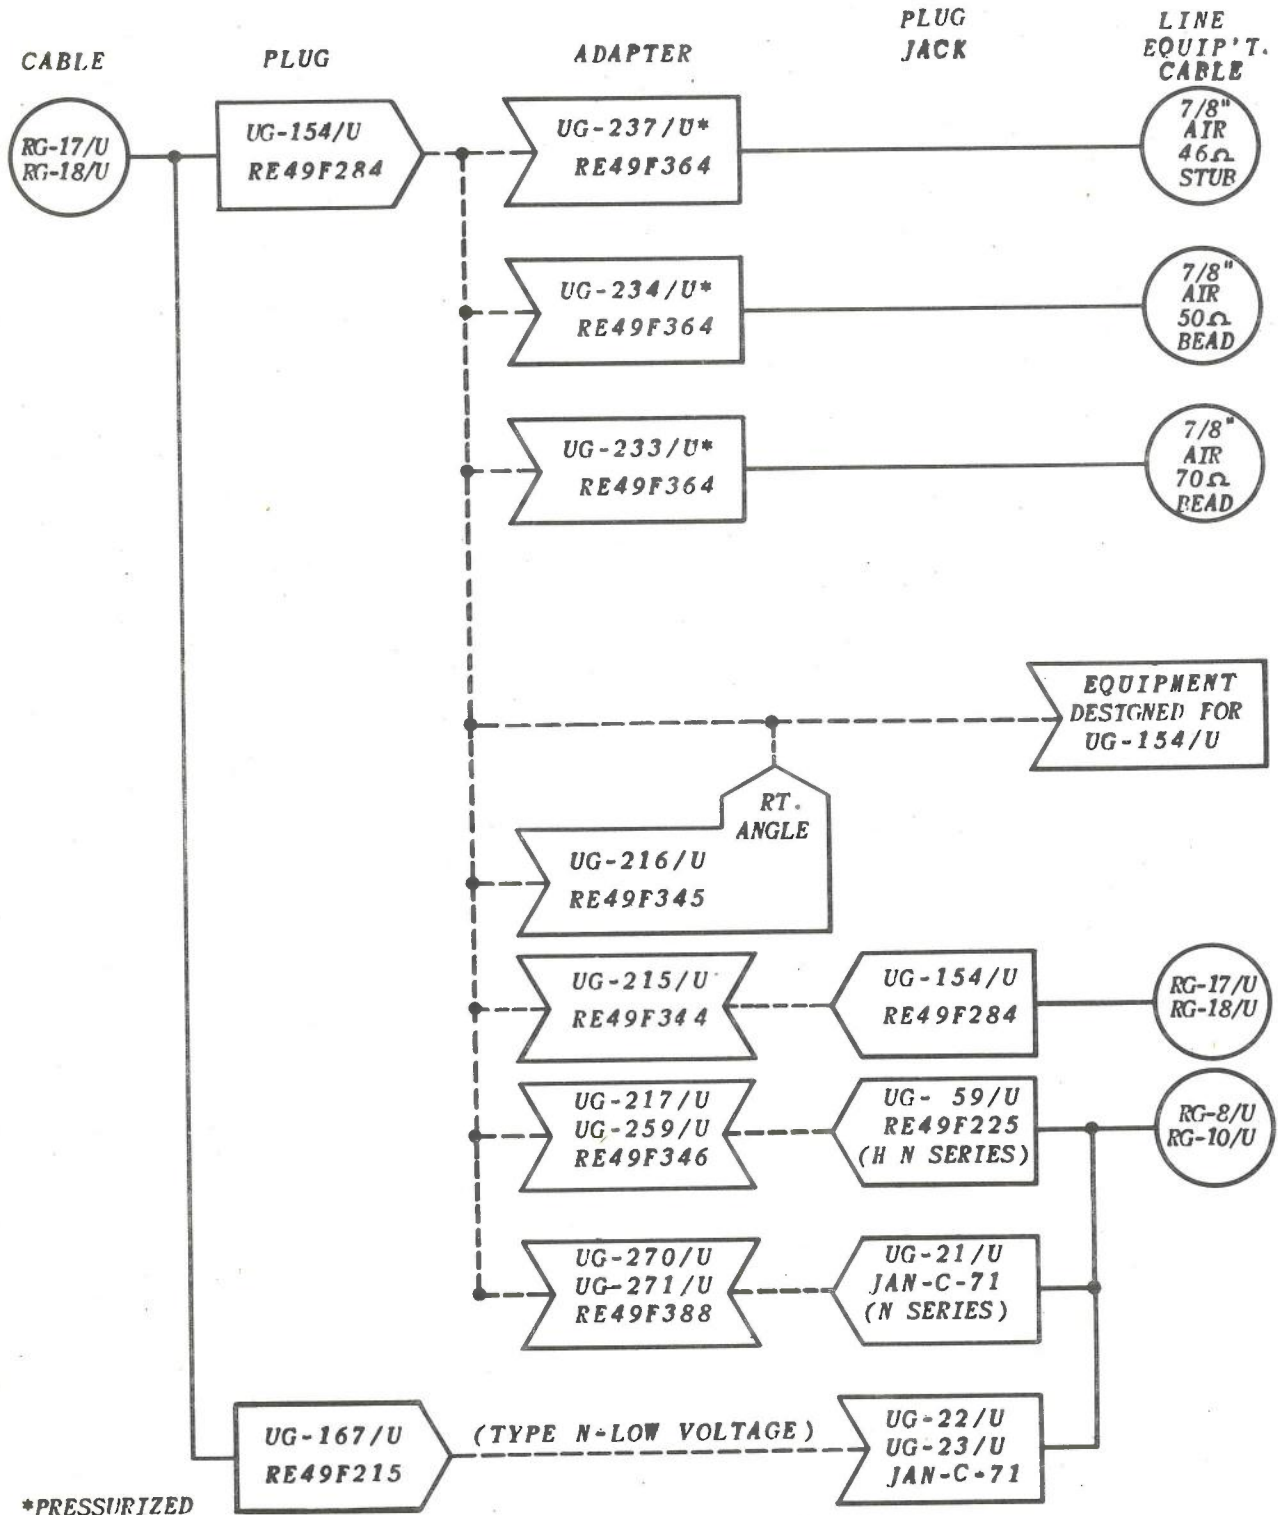 CABLE
PLUG
ADAPTER
PLUG
JACK
LINE
EQUIP'T.
CABLE
RG-17/U
RG-18/U
UG-154/U
RE49F284
UG-237/U*
RE49F364
7/8"
AIR
46Ω
STUB
UG-234/U*
RE49F364
7/8"
AIR
50Ω
BEAD
UG-233/U*
RE49F364
7/8"
AIR
70Ω
BEAD
EQUIPMENT
DESIGNED FOR
UG-154/U
RT.
ANGLE
UG-216/U
RE49F345
UG-215/U
RE49F344
UG-154/U
RE49F284
RG-17/U
RG-18/U
UG-217/U
UG-259/U
RE49F346
UG- 59/U
RE49F225
(H N SERIES)
RG-8/U
RG-10/U
UG-270/U
UG-271/U
RE49F388
UG-21/U
JAN-C-71
(N SERIES)
UG-167/U
RE49F215
(TYPE N-LOW VOLTAGE)
UG-22/U
UG-23/U
JAN-C-71
*PRESSURIZED